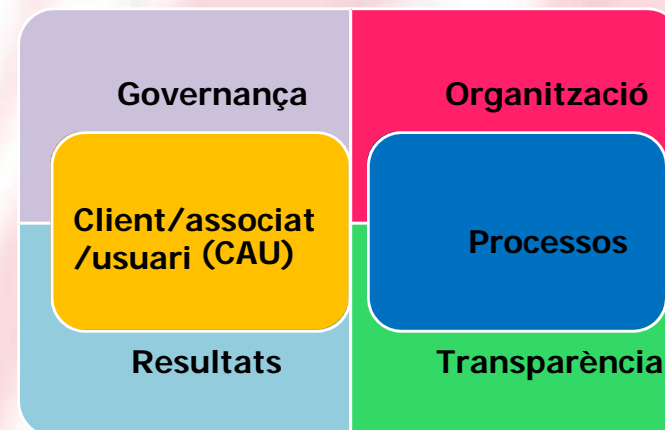 Governança
Organització
Client/associat
/usuari (CAU)
Processos
Resultats
Transparència